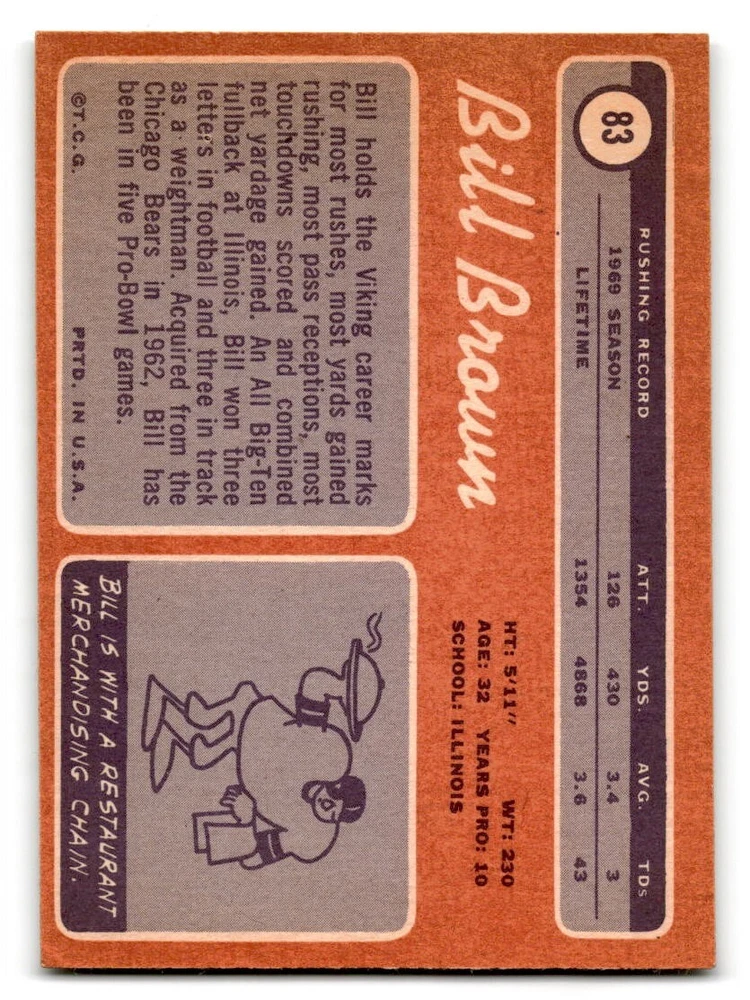 83
RUSHING RECORD ATT. YDS. AVG. TDs
1969 SEASON 126 430 3.4 3
LIFETIME 1354 4868 3.6 43
Bill Brown
HT: 5/11" WT: 230
AGE: 32 YEARS PRO: 10
SCHOOL: ILLINOIS
Bill holds the Viking career marks
for most rushes, most yards gained
rushing, most pass receptions, most
touchdowns scored and combined
net yardage gained. An All Big-Ten
fullback at Illinois, Bill won three
letters in football and three in track
as a weightman. Acquired from the
Chicago Bears in 1962, Bill has
been in five Pro-Bowl games.
©T.C.G. PRTD. IN U.S.A.
BILL IS WITH A RESTAURANT
MERCHANDISING CHAIN.